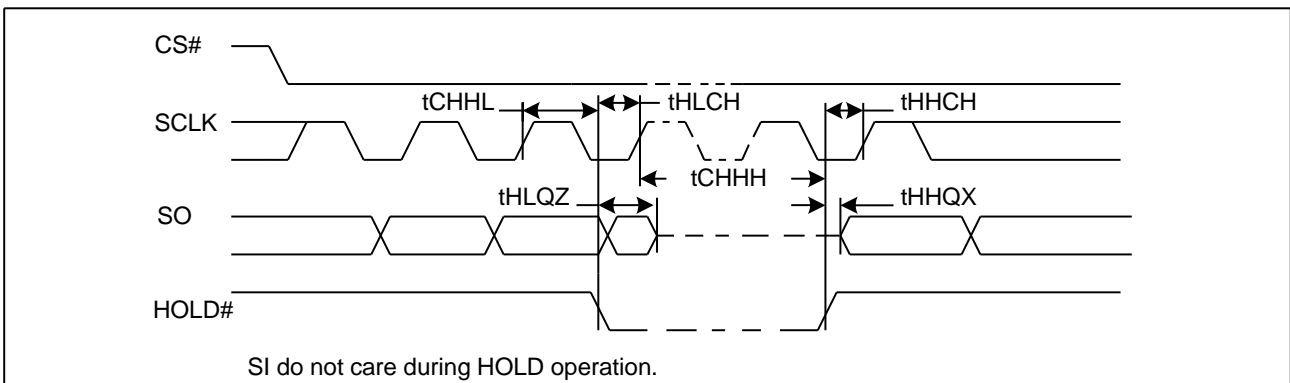 CS#
tCHHL
tHLCH
tHHCH
SCLK
tCHHH
tHLQZ
tHHQX
SO
HOLD#
SI do not care during HOLD operation.